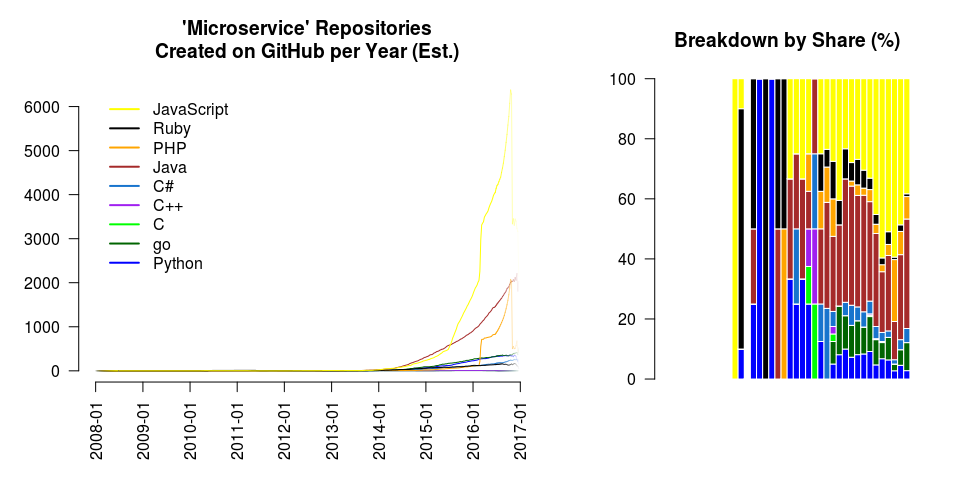 'Microservice' Repositories
Created on GitHub per Year (Est.)
6000
5000
4000
3000
2000
1000
0
JavaScript
Ruby
PHP
Java
C#
C++
C
go
Python
2008-01
2009-01
2010-01
2011-01
2012-01
2013-01
2014-01
2015-01
2016-01
2017-01
Breakdown by Share (%)
100
80
60
40
20
0